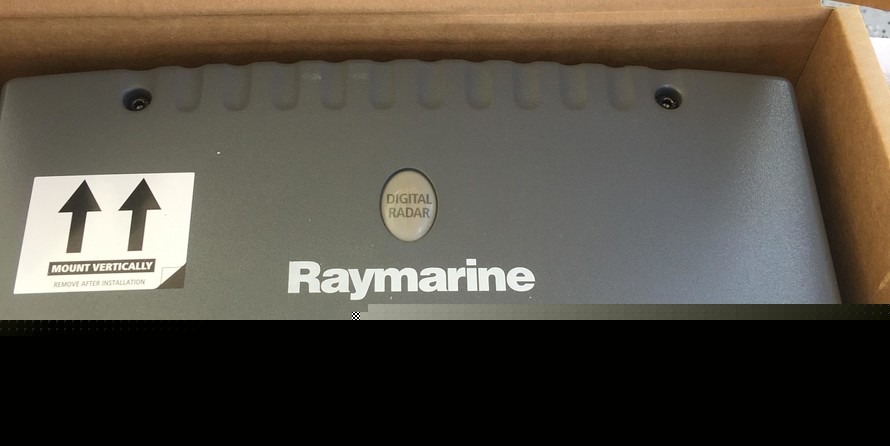 DIGITAL
RADAR
MOUNT VERTICALLY
REMOVE AFTER INSTALLATION
Raymarine